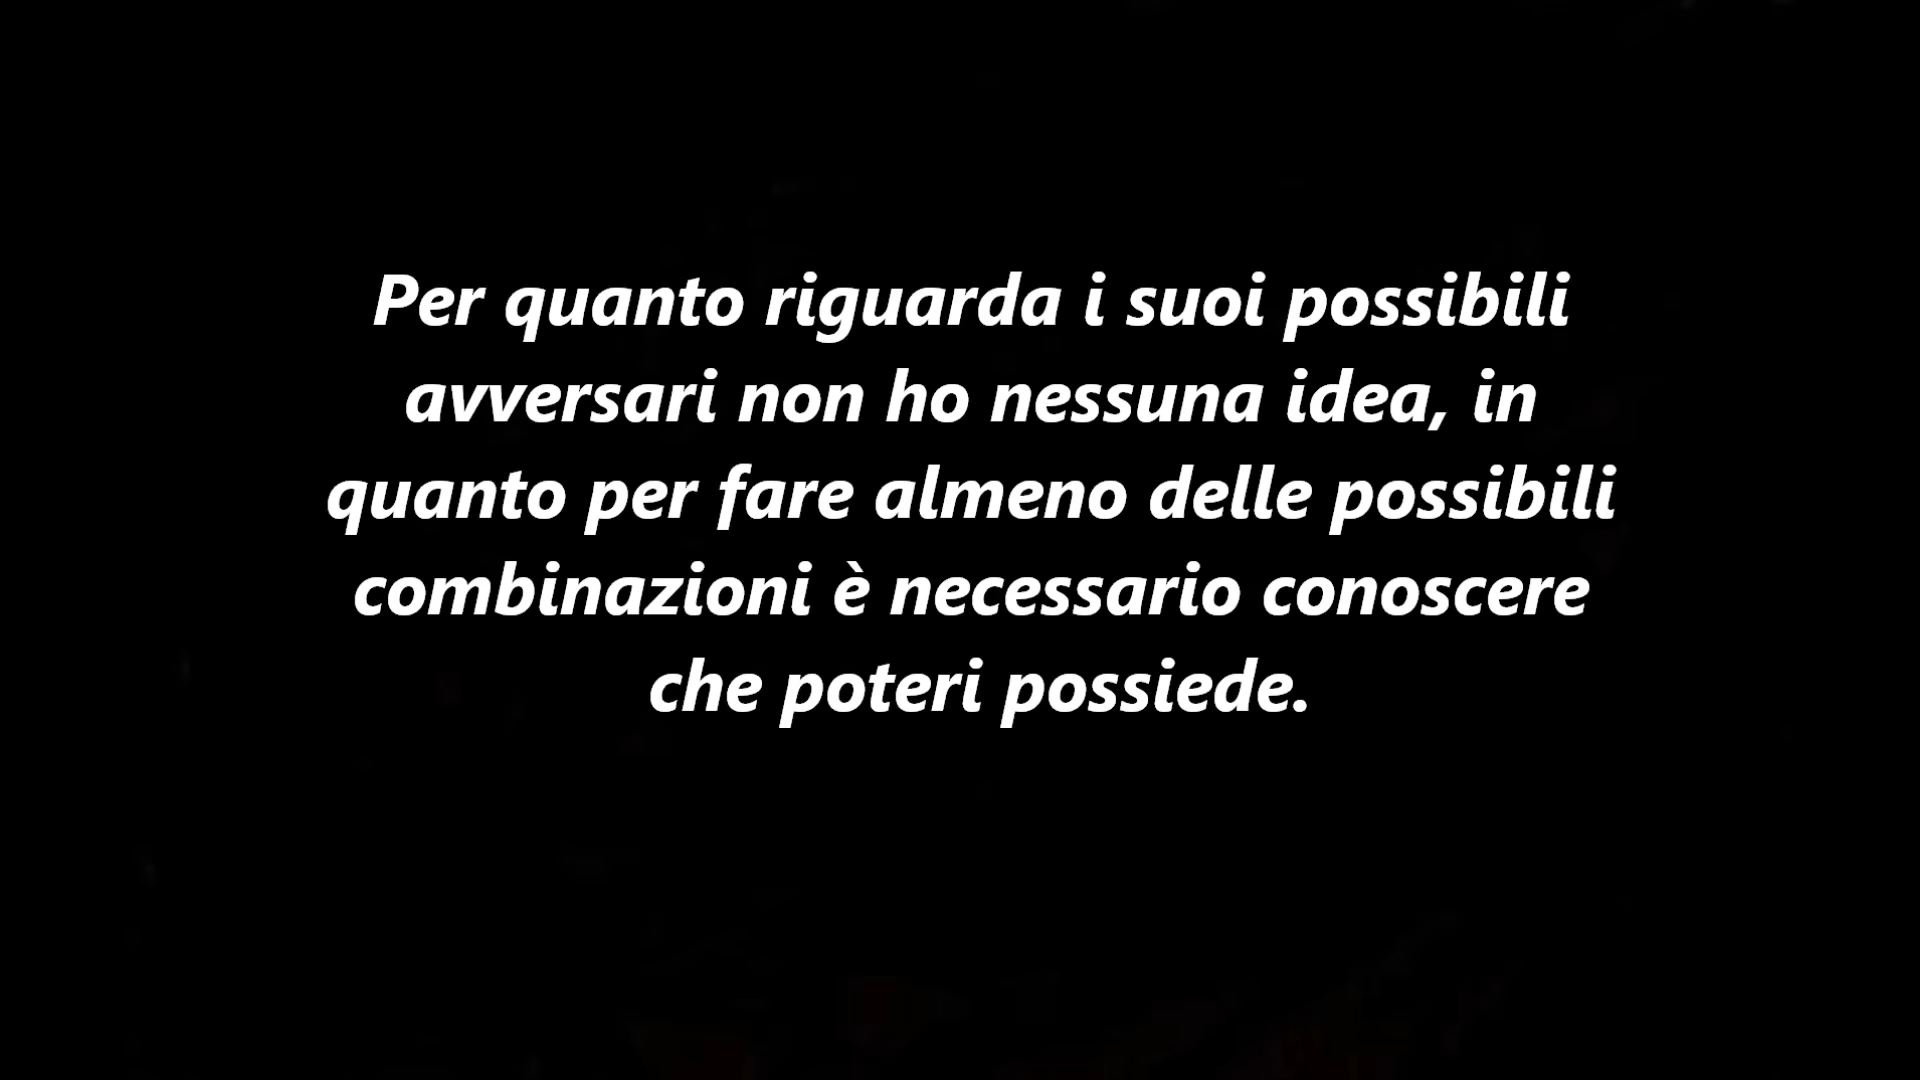 Per quanto riguarda i suoi possibili
avversari non ho nessuna idea, in
quanto per fare almeno delle possibili
combinazioni è necessario conoscere
che poteri possiede.